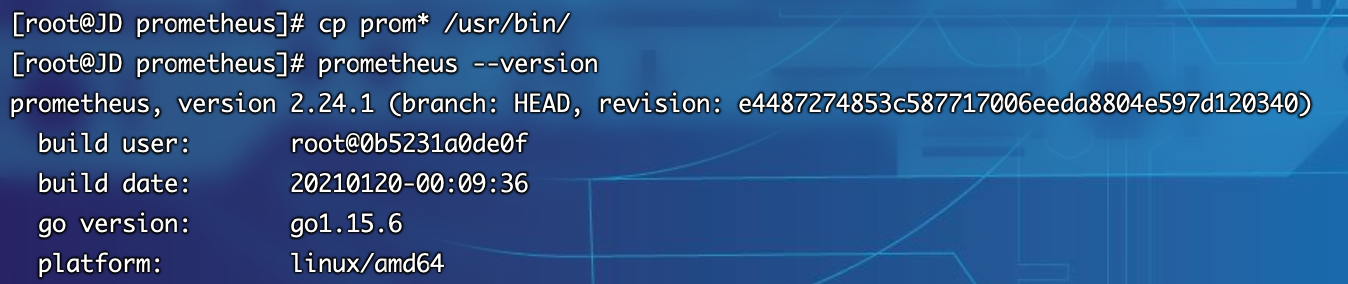 [root@JD prometheus]# cp prom* /usr/bin/
[root@JD prometheus]# prometheus --version
prometheus, version 2.24.1 (branch: HEAD, revision: e4487274853c587717006eeda8804e597d120340)
  build user:       root@0b5231a0de0f
  build date:       20210120-00:09:36
  go version:       go1.15.6
  platform:         linux/amd64